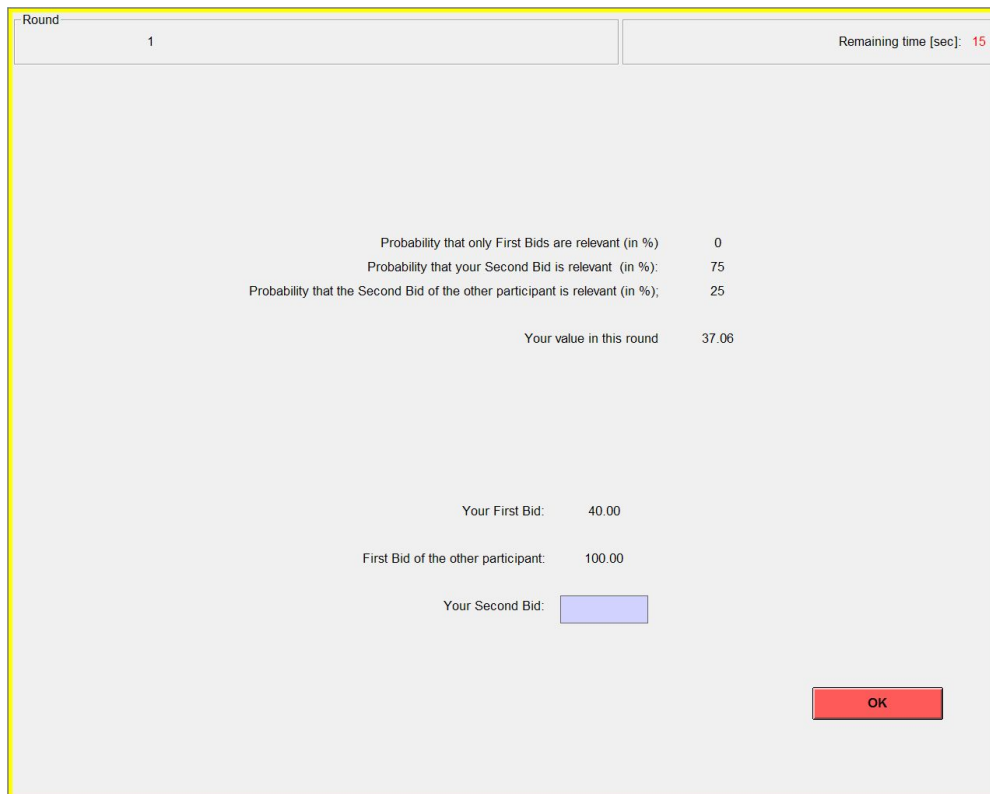 Round
1
Remaining time [sec]: 15
Probability that only First Bids are relevant (in %) 0
Probability that your Second Bid is relevant (in %): 75
Probability that the Second Bid of the other participant is relevant (in %); 25
Your value in this round 37.06
Your First Bid: 40.00
First Bid of the other participant: 100.00
Your Second Bid:
OK